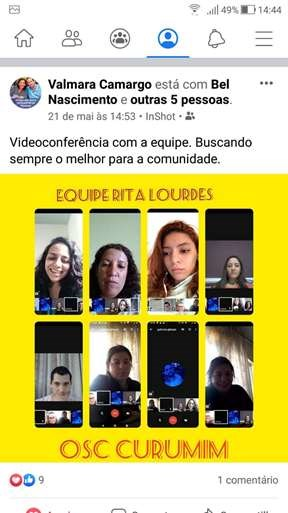 49% 14:44
Valmara Camargo está com Bel
Nascimento e outras 5 pessoas.
21 de mai às 14:53 • InShot •
Videoconferência com a equipe. Buscando
sempre o melhor para a comunidade.
EQUIPE RITA LOURDES
OSC CURUMIM
9
1 comentário